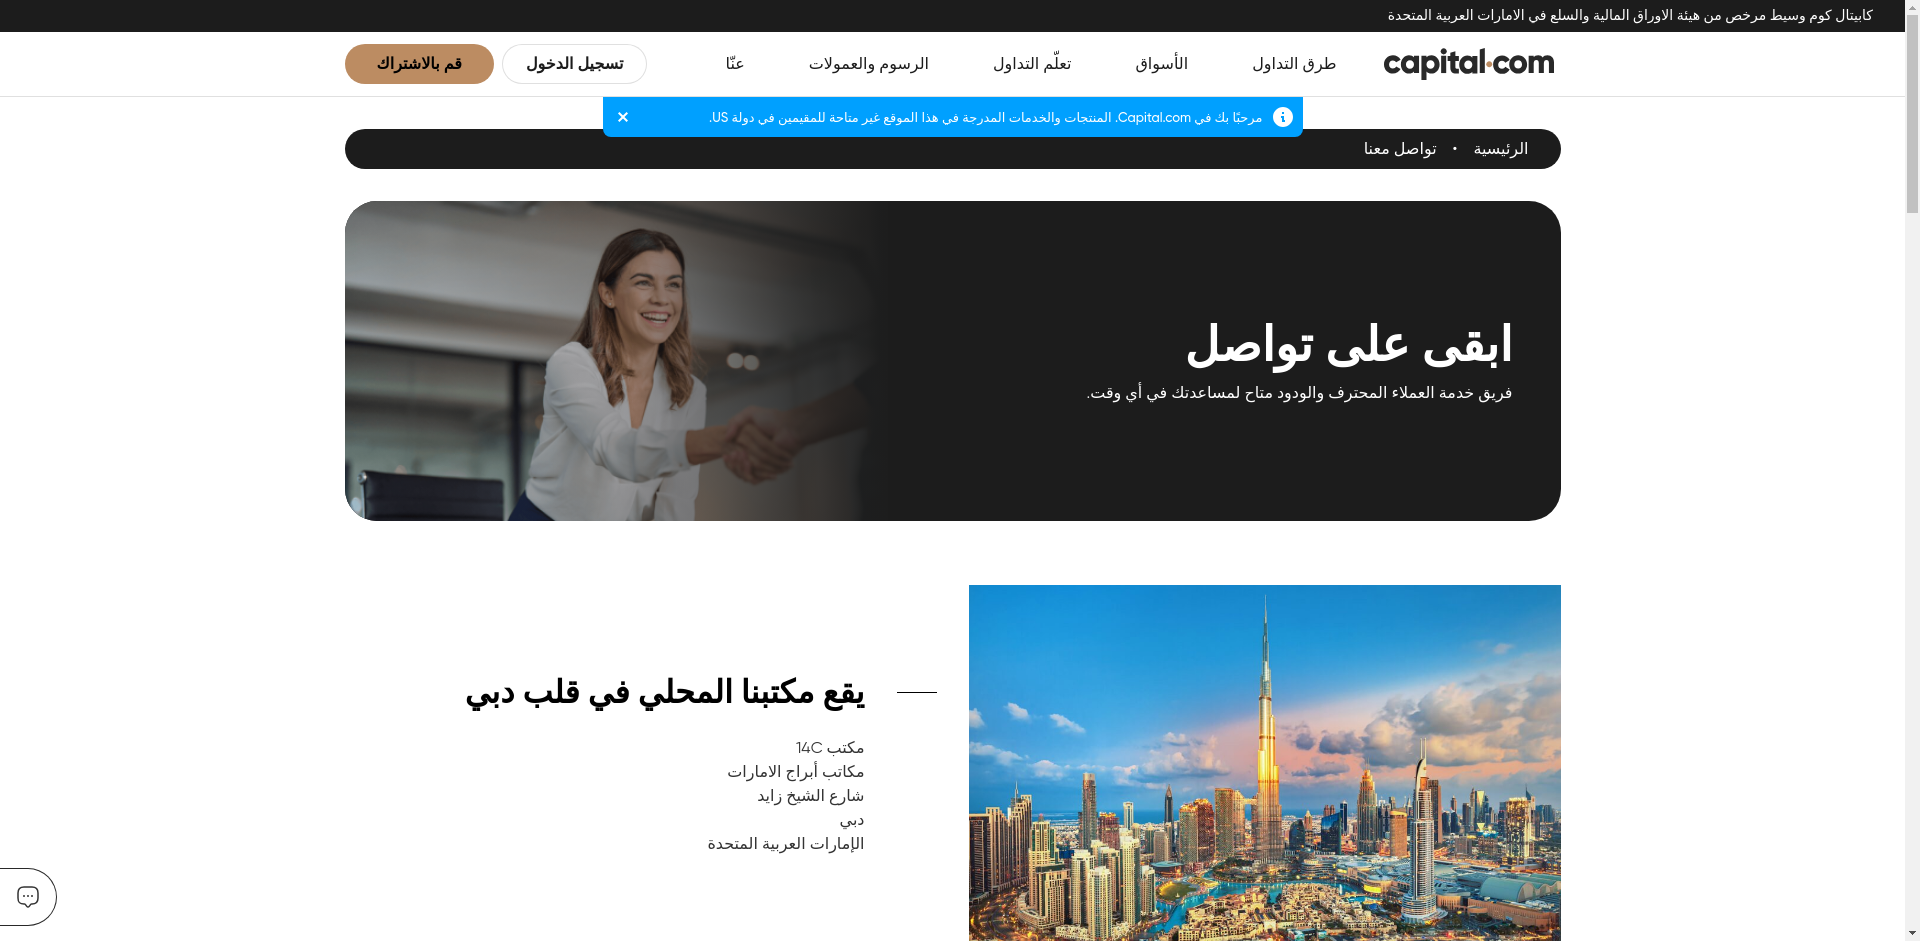 كابيتال كوم وسيط مرخص من هيئة الاوراق المالية والسلع في الامارات العربية المتحدة
capital.com
طرق التداول
الأسواق
تعلّم التداول
الرسوم والعمولات
عنّا
تسجيل الدخول
قم بالاشتراك
مرحبًا بك في Capital.com. المنتجات والخدمات المدرجة في هذا الموقع غير متاحة للمقيمين في دولة US.
الرئيسية • تواصل معنا
ابقى على تواصل
فريق خدمة العملاء المحترف والودود متاح لمساعدتك في أي وقت.
يقع مكتبنا المحلي في قلب دبي
مكتب 14C
مكاتب أبراج الامارات
شارع الشيخ زايد
دبي
الإمارات العربية المتحدة